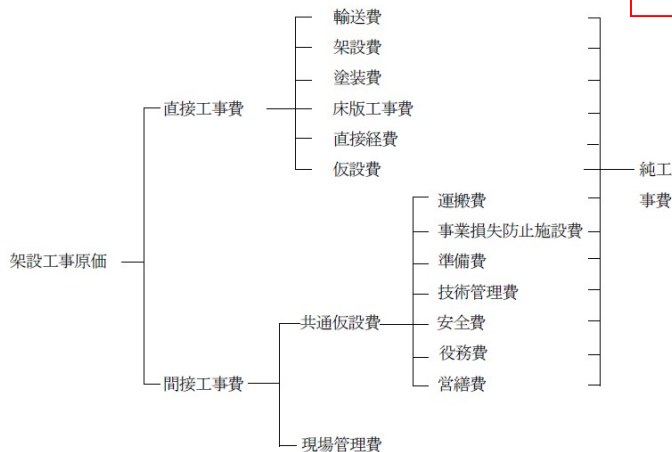 輸送費
架設費
塗装費
直接工事費
床版工事費
直接経費
仮設費
純工
事費
運搬費
事業損失防止施設費
準備費
架設工事原価
技術管理費
共通仮設費
安全費
役務費
間接工事費
営繕費
現場管理費